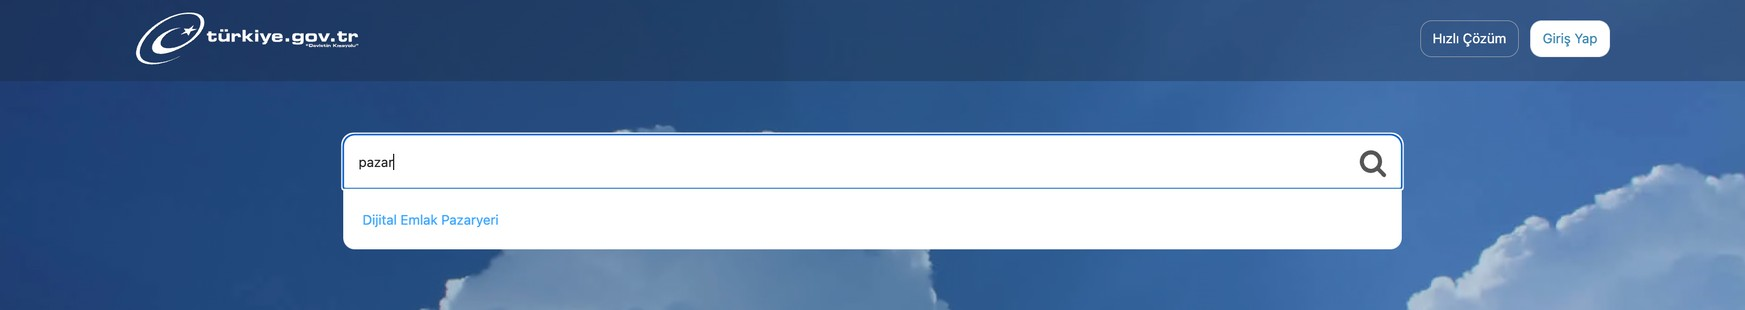 türkiye.gov.tr
"Devletin Kısayolu"
Hızlı Çözüm
Giriş Yap
pazar
Dijital Emlak Pazaryeri